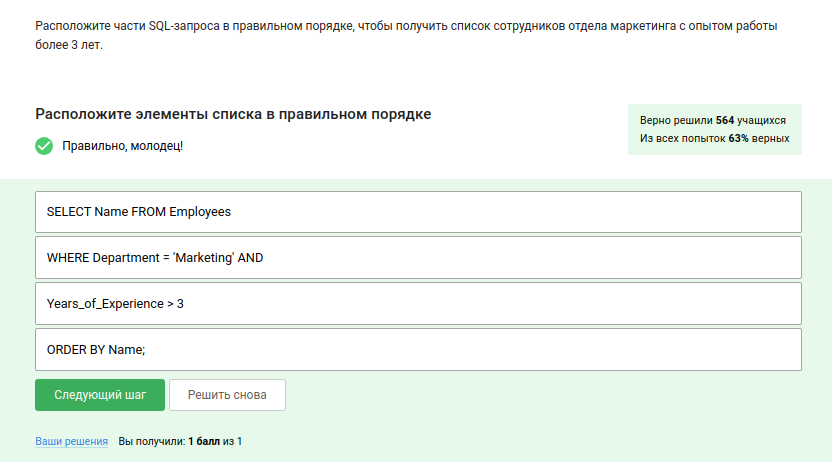 Расположите части SQL-запроса в правильном порядке, чтобы получить список сотрудников отдела маркетинга с опытом работы
более 3 лет.
Расположите элементы списка в правильном порядке
Правильно, молодец!
Верно решили 564 учащихся
Из всех попыток 63% верных
SELECT Name FROM Employees
WHERE Department = 'Marketing' AND
Years_of_Experience > 3
ORDER BY Name;
Следующий шаг
Решить снова
Ваши решения Вы получили: 1 балл из 1